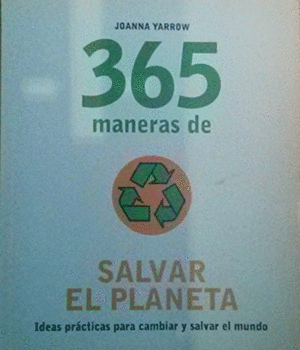 JOANNA YARROW
365
maneras de
SALVAR
EL PLANETA
Ideas prácticas para cambiar y salvar el mundo